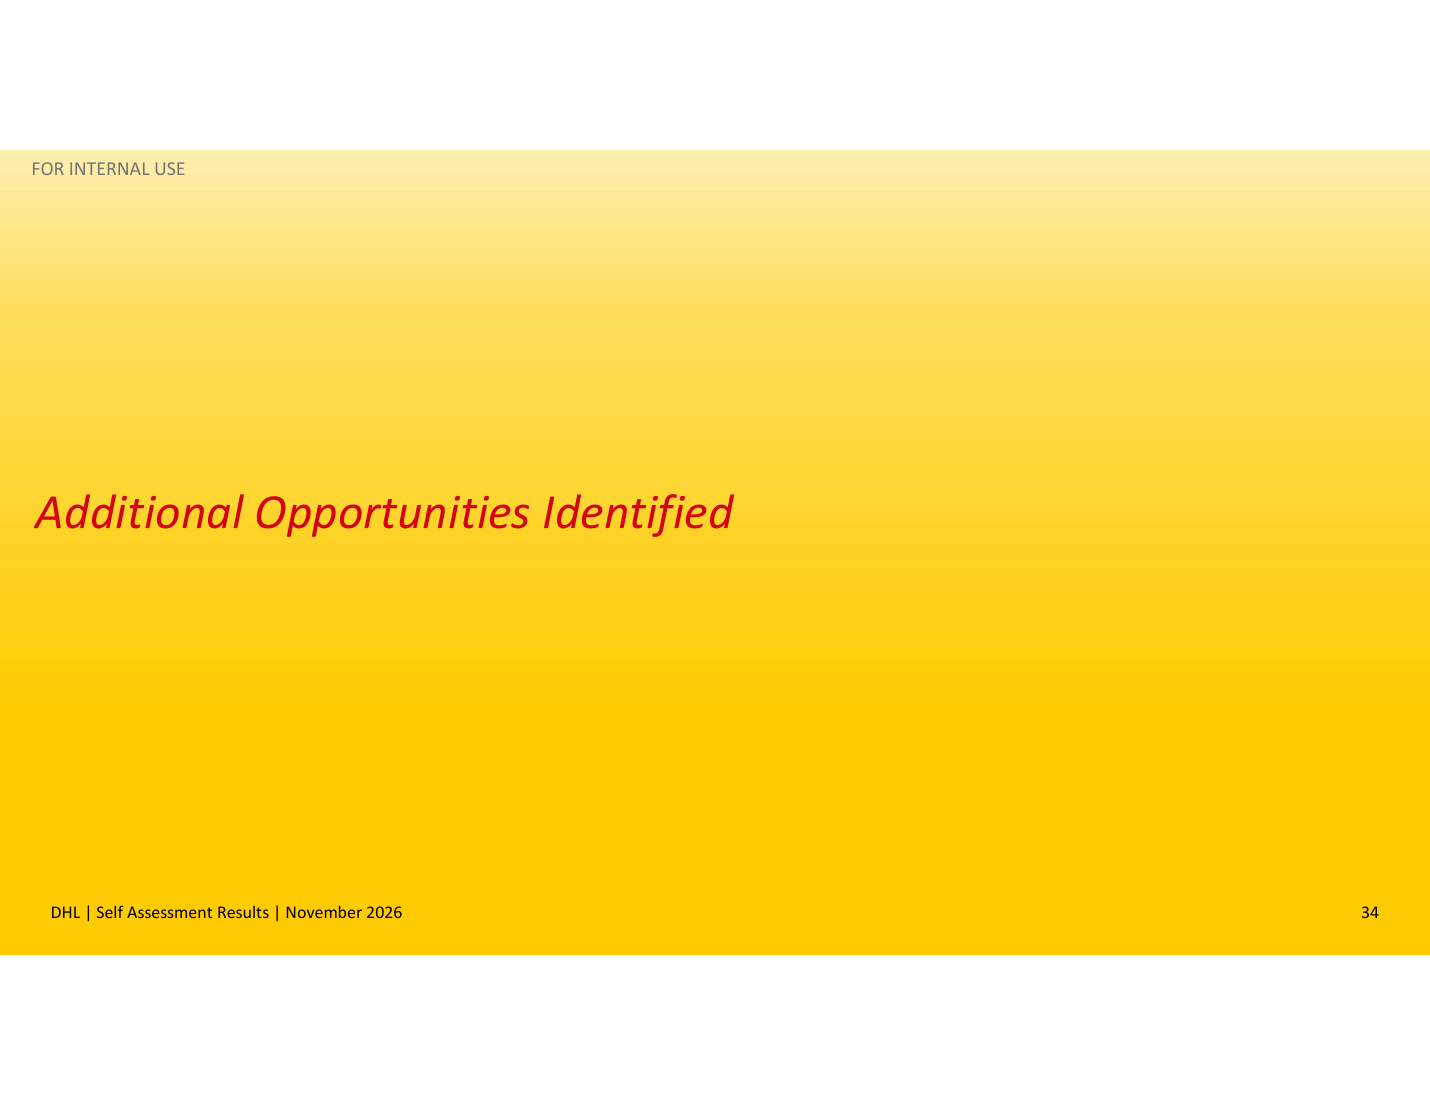 FOR INTERNAL USE
Additional Opportunities Identified
DHL | Self Assessment Results | November 2026
34